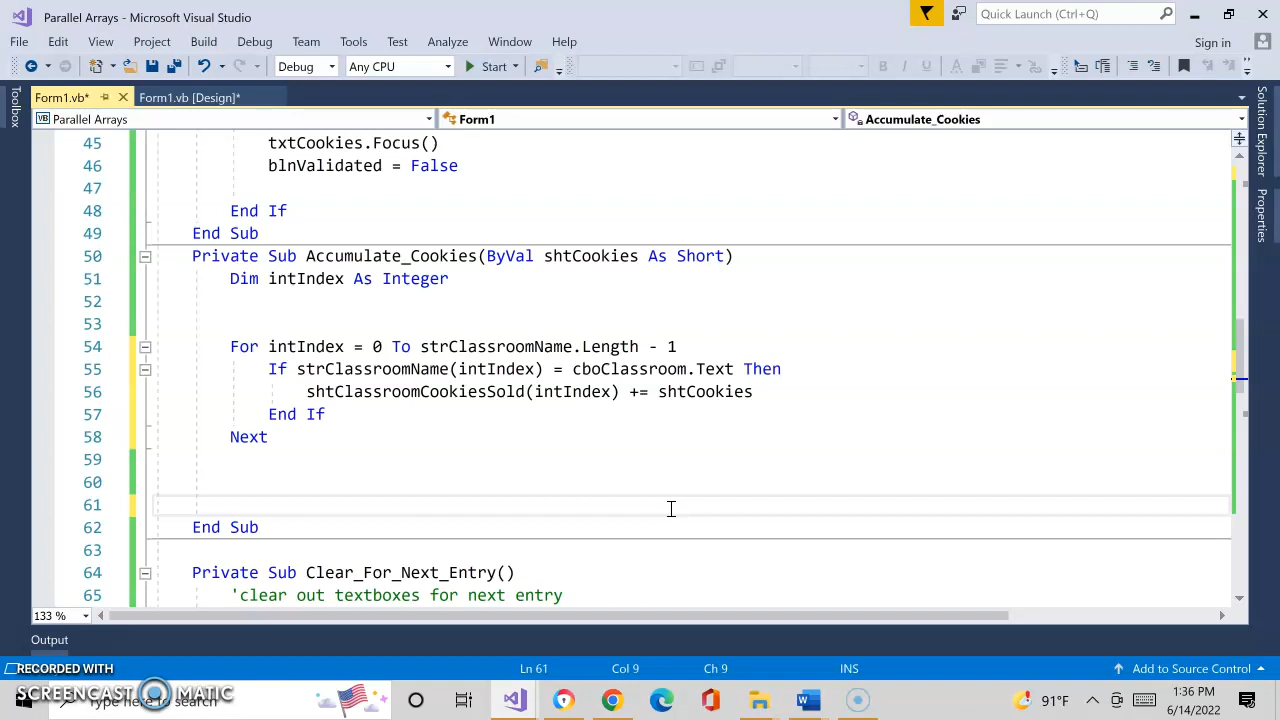 Parallel Arrays - Microsoft Visual Studio
Quick Launch (Ctrl+Q)
File Edit View Project Build Debug Team Tools Test Analyze Window Help
Sign in
Debug Any CPU Start
Form1.vb* Form1.vb [Design]*
Parallel Arrays Form1 Accumulate_Cookies
Toolbox
Solution Explorer
Properties
45 txtCookies.Focus()
46 blnValidated = False
47
48 End If
49 End Sub
50 Private Sub Accumulate_Cookies(ByVal shtCookies As Short)
51 Dim intIndex As Integer
52
53
54 For intIndex = 0 To strClassroomName.Length - 1
55 If strClassroomName(intIndex) = cboClassroom.Text Then
56 shtClassroomCookiesSold(intIndex) += shtCookies
57 End If
58 Next
59
60
61
62 End Sub
63
64 Private Sub Clear_For_Next_Entry()
65 'clear out textboxes for next entry
133 %
Output
Ln 61 Col 9 Ch 9 INS Add to Source Control
RECORDED WITH
SCREENCAST MATIC
Type here to search
91°F
1:36 PM
6/14/2022